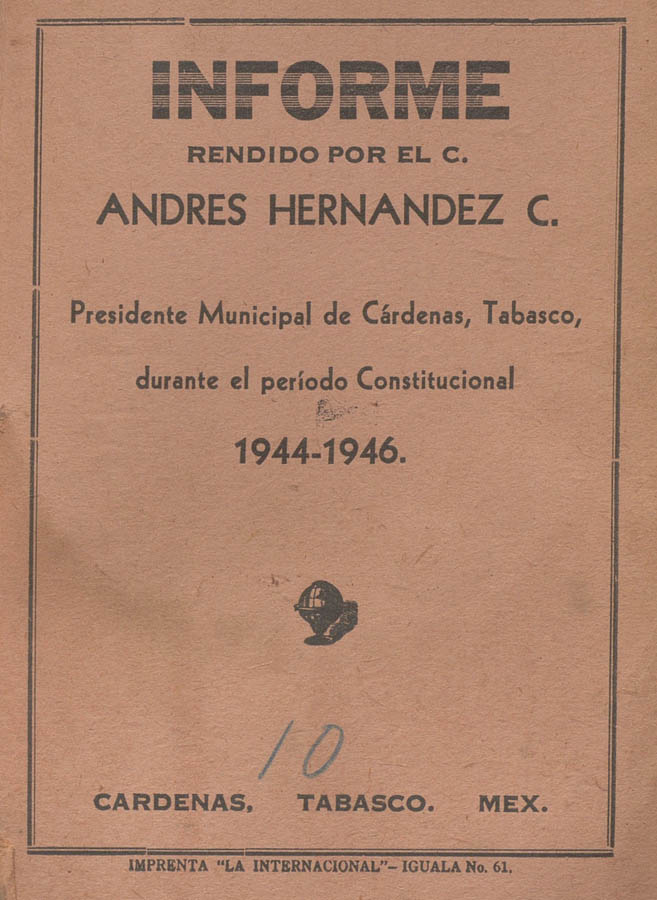 INFORME
RENDIDO POR EL C.
ANDRES HERNANDEZ C.
Presidente Municipal de Cárdenas, Tabasco,
durante el período Constitucional
1944-1946.
10
CARDENAS, TABASCO. MEX.
IMPRENTA "LA INTERNACIONAL"- IGUALA No. 61.